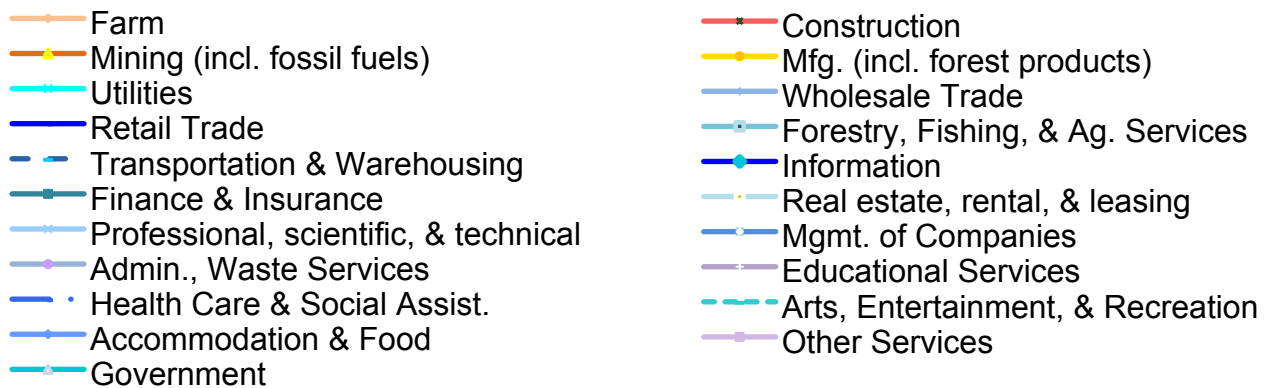 Farm
Mining (incl. fossil fuels)
Utilities
Retail Trade
Transportation & Warehousing
Finance & Insurance
Professional, scientific, & technical
Admin., Waste Services
Health Care & Social Assist.
Accommodation & Food
Government
Construction
Mfg. (incl. forest products)
Wholesale Trade
Forestry, Fishing, & Ag. Services
Information
Real estate, rental, & leasing
Mgmt. of Companies
Educational Services
Arts, Entertainment, & Recreation
Other Services